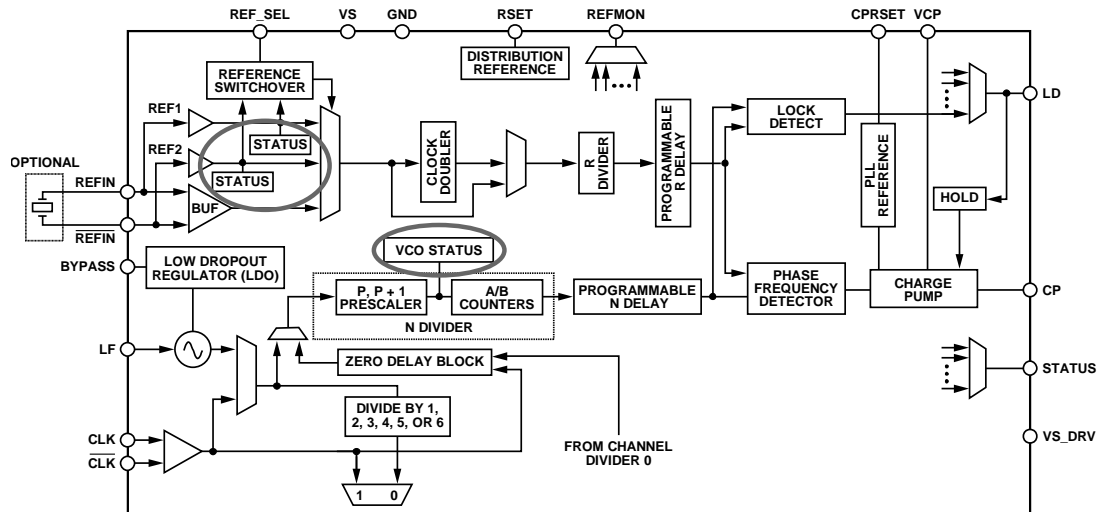 REF_SEL
VS
GND
RSET
REFMON
CPRSET
VCP
DISTRIBUTION
REFERENCE
REFERENCE
SWITCHOVER
LD
REF1
STATUS
LOCK
DETECT
OPTIONAL
REF2
STATUS
CLOCK
DOUBLER
R
DIVIDER
PROGRAMMABLE
R DELAY
PLL
REFERENCE
HOLD
REFIN
BUF
REFIN
VCO STATUS
BYPASS
LOW DROPOUT
REGULATOR (LDO)
P, P + 1
PRESCALER
A/B
COUNTERS
N DIVIDER
PROGRAMMABLE
N DELAY
PHASE
FREQUENCY
DETECTOR
CHARGE
PUMP
CP
LF
ZERO DELAY BLOCK
STATUS
DIVIDE BY 1,
2, 3, 4, 5, OR 6
FROM CHANNEL
DIVIDER 0
CLK
CLK
VS_DRV
1 0